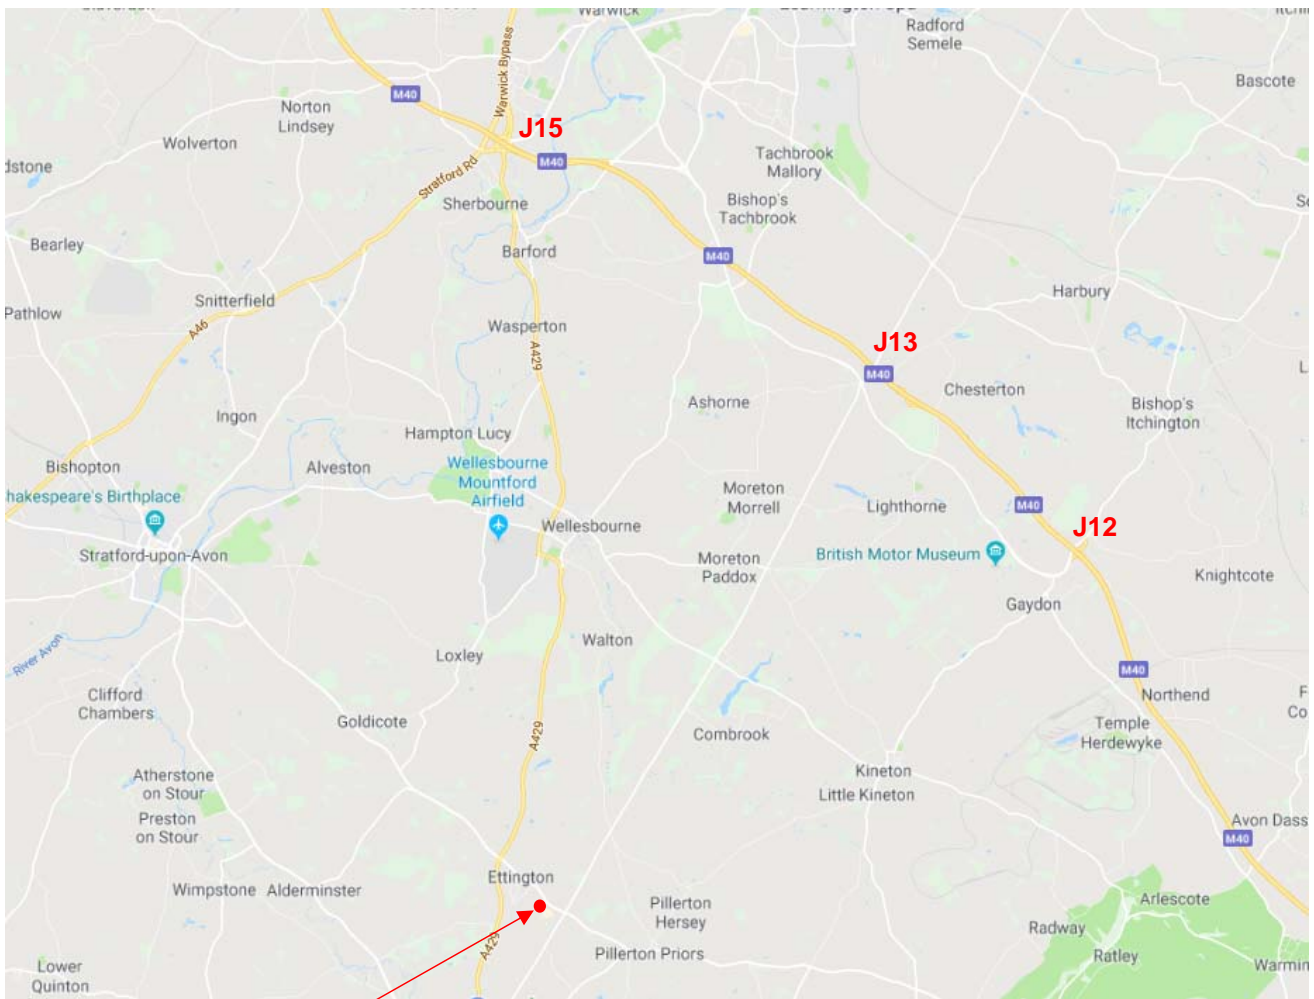 Warwick
Radford
Semele
Bascote
M40
Warwick Bypass
Norton
Lindsey
J15
Wolverton
M40
Tachbrook
Mallory
Stratford Rd
Sherbourne
Bishop's
Tachbrook
Bearley
Barford
M40
Harbury
Snitterfield
Pathlow
A46
Wasperton
A429
J13
M40
Chesterton
Ashorne
Bishop's
Itchington
Ingon
Hampton Lucy
Bishopton
Alveston
Wellesbourne
Mountford
Airfield
Moreton
Morrell
Lighthorne
M40
hakespeare's Birthplace
Wellesbourne
J12
Stratford-upon-Avon
Moreton
Paddox
British Motor Museum
Knightcote
Gaydon
River Avon
Loxley
Walton
M40
Clifford
Chambers
Northend
Goldicote
A429
Combrook
Temple
Herdewyke
Atherstone
on Stour
Kineton
Little Kineton
Preston
on Stour
Avon Dass
M40
Ettington
Wimpstone
Alderminster
Pillerton
Hersey
Arlescote
Radway
A429
Pillerton Priors
Ratley
Lower
Quinton
Warmin